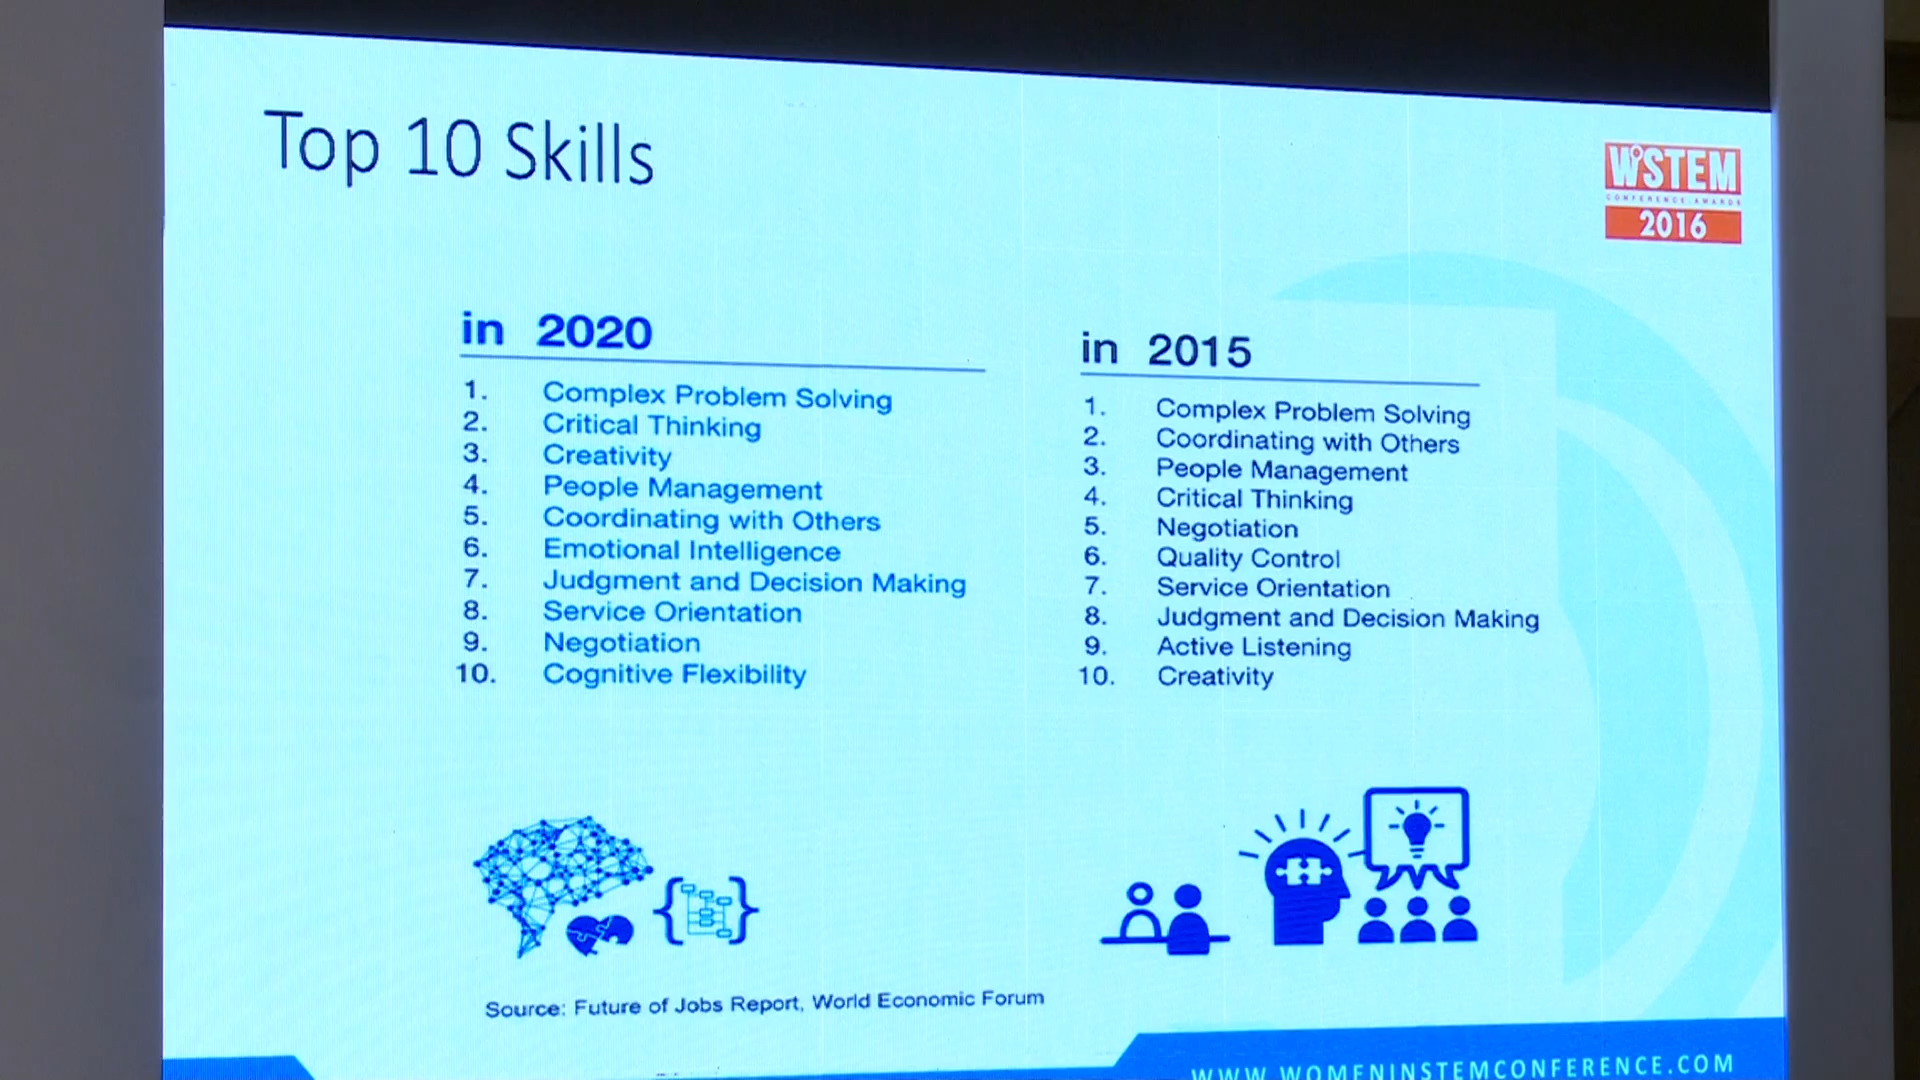 Top 10 Skills
WSTEM
CONFERENCE AWARDS
2016
in 2020
1. Complex Problem Solving
2. Critical Thinking
3. Creativity
4. People Management
5. Coordinating with Others
6. Emotional Intelligence
7. Judgment and Decision Making
8. Service Orientation
9. Negotiation
10. Cognitive Flexibility
in 2015
1. Complex Problem Solving
2. Coordinating with Others
3. People Management
4. Critical Thinking
5. Negotiation
6. Quality Control
7. Service Orientation
8. Judgment and Decision Making
9. Active Listening
10. Creativity
Source: Future of Jobs Report, World Economic Forum
WWW.WOMENINSTEMCONFERENCE.COM